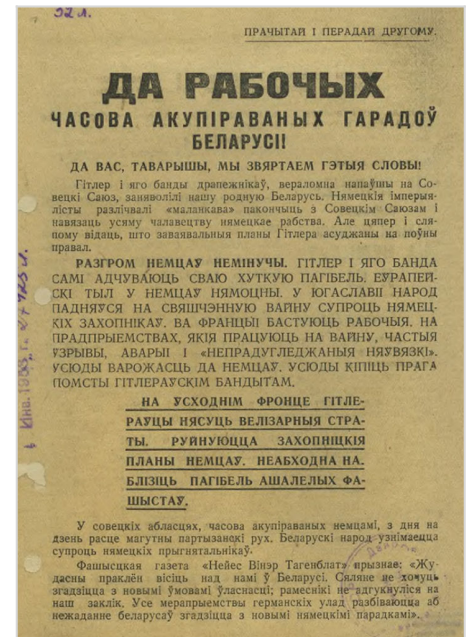 32 л.
ПРАЧЫТАЙ І ПЕРАДАЙ ДРУГОМУ.
ДА РАБОЧЫХ
ЧАСОВА АКУПІРАВАНЫХ ГАРАДОЎ
БЕЛАРУСІ!
ДА ВАС, ТАВАРЫШЫ, МЫ ЗВЯРТАЕМ ГЭТЫЯ СЛОВЫ!
Гітлер і яго банды драпежнікаў, вераломна напаўшы на Со-
вецкі Саюз, заняволілі нашу родную Беларусь. Нямецкія імперыя-
лісты разлічвалі «маланкава» пакончыць з Совецкім Саюзам і
навязаць усяму чалавецтву нямецкае рабства. Але цяпер і сля-
пому відаць, што заваявальныя планы Гітлера асуджаны на поўны
правал.
РАЗГРОМ НЕМЦАЎ НЕМІНУЧЫ. ГІТЛЕР І ЯГО БАНДА
САМІ АДЧУВАЮЦЬ СВАЮ ХУТКУЮ ПАГІБЕЛЬ. ЕЎРАПЕЙ-
СКІ ТЫЛ У НЕМЦАЎ НЯМОЦНЫ. У ЮГАСЛАВІІ НАРОД
ПАДНЯЎСЯ НА СВЯШЧЭННУЮ ВАЙНУ СУПРОЦЬ НЯМЕЦ-
КІХ ЗАХОПНІКАЎ. ВА ФРАНЦЫІ БАСТУЮЦЬ РАБОЧЫЯ. НА
ПРАДПРЫЕМСТВАХ, ЯКІЯ ПРАЦУЮЦЬ НА ВАЙНУ, ЧАСТЫЯ
ЎЗРЫВЫ, АВАРЫІ І «НЕПРАДУГЛЕДЖАНЫЯ НЯЎВЯЗКІ».
УСЮДЫ ВАРОЖАСЦЬ ДА НЕМЦАЎ. УСЮДЫ КІПІЦЬ ПРАГА
ПОМСТЫ ГІТЛЕРАЎСКІМ БАНДЫТАМ.
НА УСХОДНІМ ФРОНЦЕ ГІТЛЕ-
РАЎЦЫ НЯСУЦЬ ВЕЛІЗАРНЫЯ СТРА-
ТЫ. РУЙНУЮЦЦА ЗАХОПНІЦКІЯ
ПЛАНЫ НЕМЦАЎ. НЕАБХОДНА НА-
БЛІЗІЦЬ ПАГІБЕЛЬ АШАЛЕЛЫХ ФА-
ШЫСТАЎ.
У совецкіх абласцях, часова акупіраваных немцамі, з дня на
дзень расце магутны партызанскі рух. Беларускі народ узнімаецца
супроць нямецкіх прыгнятальнікаў.
Фашысцкая газета «Нейес Вінэр Тагенблат» прызнае: «Жу-
дасны праклён вісіць над намі ў Беларусі. Сяляне не хочуць
згадзіцца з новымі ўмовамі ўласнасці; рамеснікі не адгукнуліся на
наш заклік. Усе мерапрыемствы германскіх улад разбіваюцца аб
нежаданне беларусаў згадзіцца з новымі нямецкімі парадкамі».